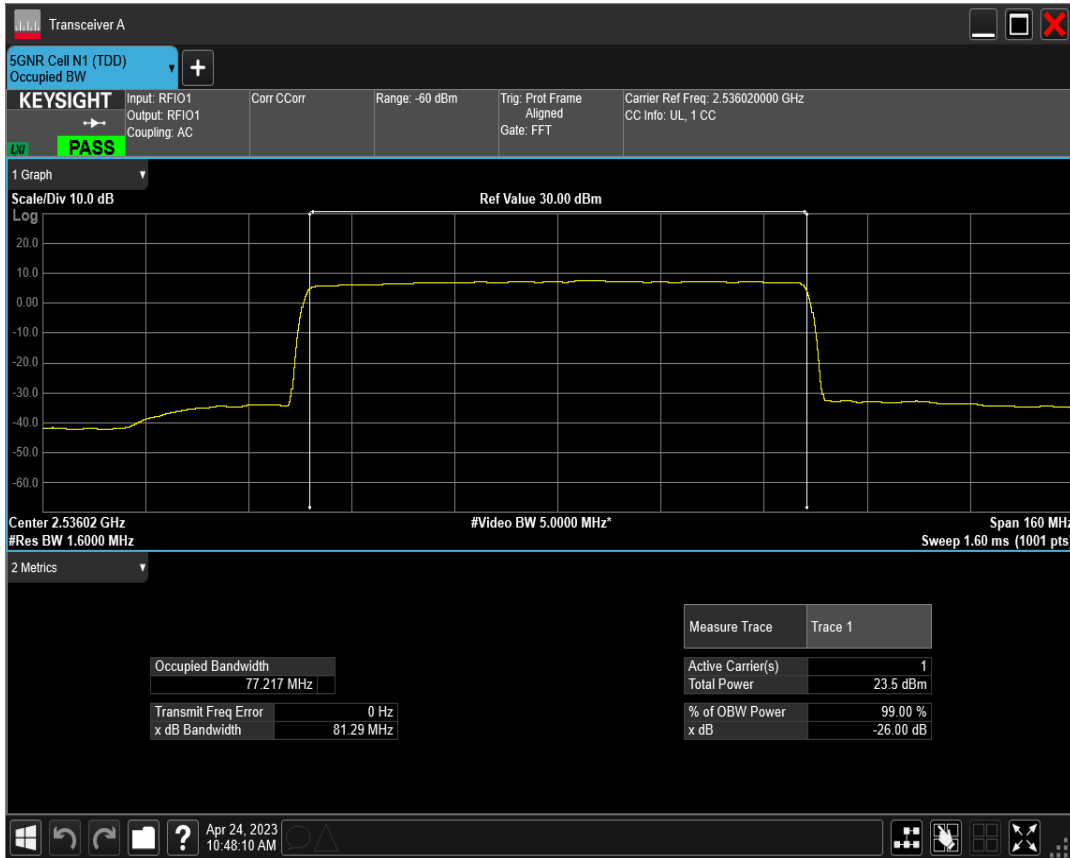 Transceiver A
5GNR Cell N1 (TDD)
Occupied BW
+
KEYSIGHT
LXI
PASS
Input: RFIO1
Output: RFIO1
Coupling: AC
Corr CCorr
Range: -60 dBm
Trig: Prot Frame
Aligned
Gate: FFT
Carrier Ref Freq: 2.536020000 GHz
CC Info: UL, 1 CC
1 Graph
Scale/Div 10.0 dB
Ref Value 30.00 dBm
Log
20.0
10.0
0.00
-10.0
-20.0
-30.0
-40.0
-50.0
-60.0
Center 2.53602 GHz
#Video BW 5.0000 MHz*
Span 160 MHz
#Res BW 1.6000 MHz
Sweep 1.60 ms (1001 pts)
2 Metrics
Measure Trace Trace 1
Occupied Bandwidth
77.217 MHz
Active Carrier(s) 1
Total Power 23.5 dBm
Transmit Freq Error 0 Hz
x dB Bandwidth 81.29 MHz
% of OBW Power 99.00 %
x dB -26.00 dB
?
Apr 24, 2023
10:48:10 AM